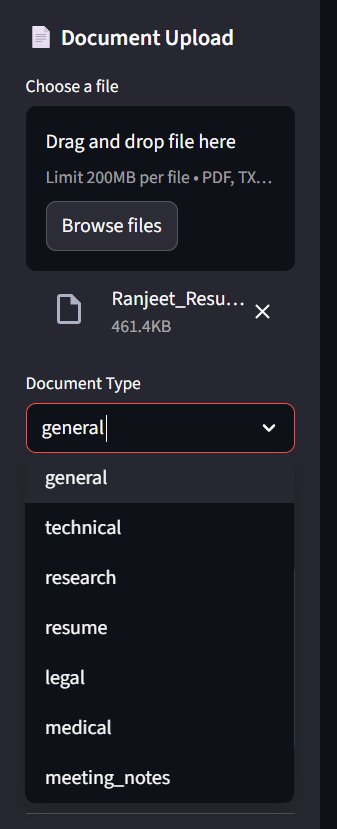 Document Upload
Choose a file
Drag and drop file here
Limit 200MB per file • PDF, TX...
Browse files
Ranjeet_Resu...
461.4KB
Document Type
general
general
technical
research
resume
legal
medical
meeting_notes